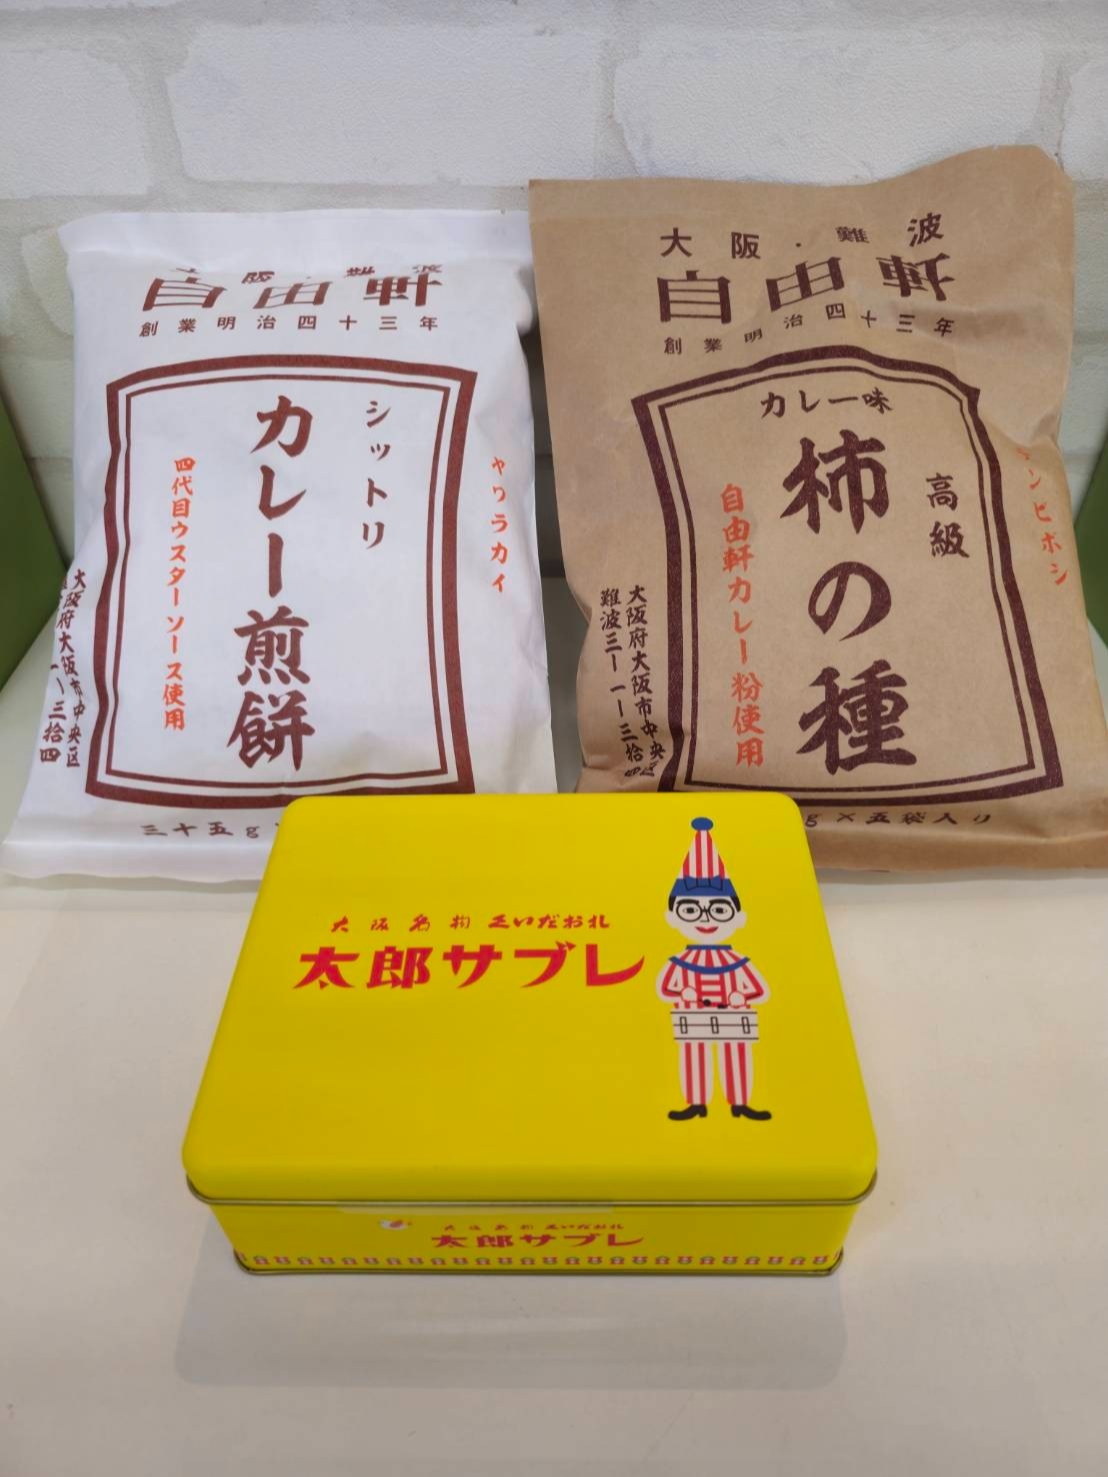 大阪・難波
自由軒
創業明治四十三年
ヤワラカイ
シットリ
カレー煎餅
四代目ウスターソース使用
大阪府大阪市中央区
三十五g
大阪・難波
自由軒
創業明治四十三年
カレー味
高級
柿の種
自由軒カレー粉使用
大阪府大阪市中央区
難波三ー一ー三拾四
g×五袋入り
大阪名物くいだおれ
太郎サブレ
大阪名物くいだおれ
太郎サブレ